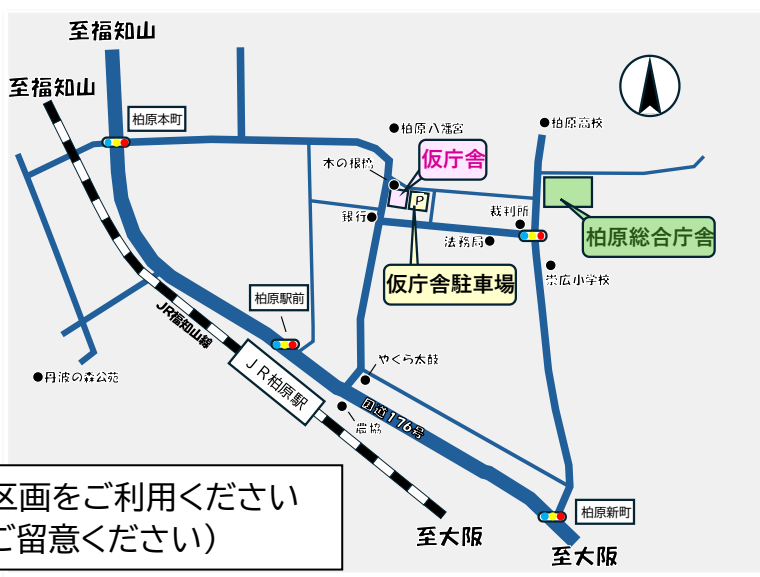 至福知山
至福知山
柏原本町
柏原八幡宮
柏原高校
木の根橋
仮庁舎
P
銀行
裁判所
法務局
柏原総合庁舎
仮庁舎駐車場
崇広小学校
柏原駅前
JR福知山線
やくら太鼓
丹波の森公苑
JR柏原駅
国道176号
農協
区画をご利用ください
ご留意ください）
柏原新町
至大阪
至大阪